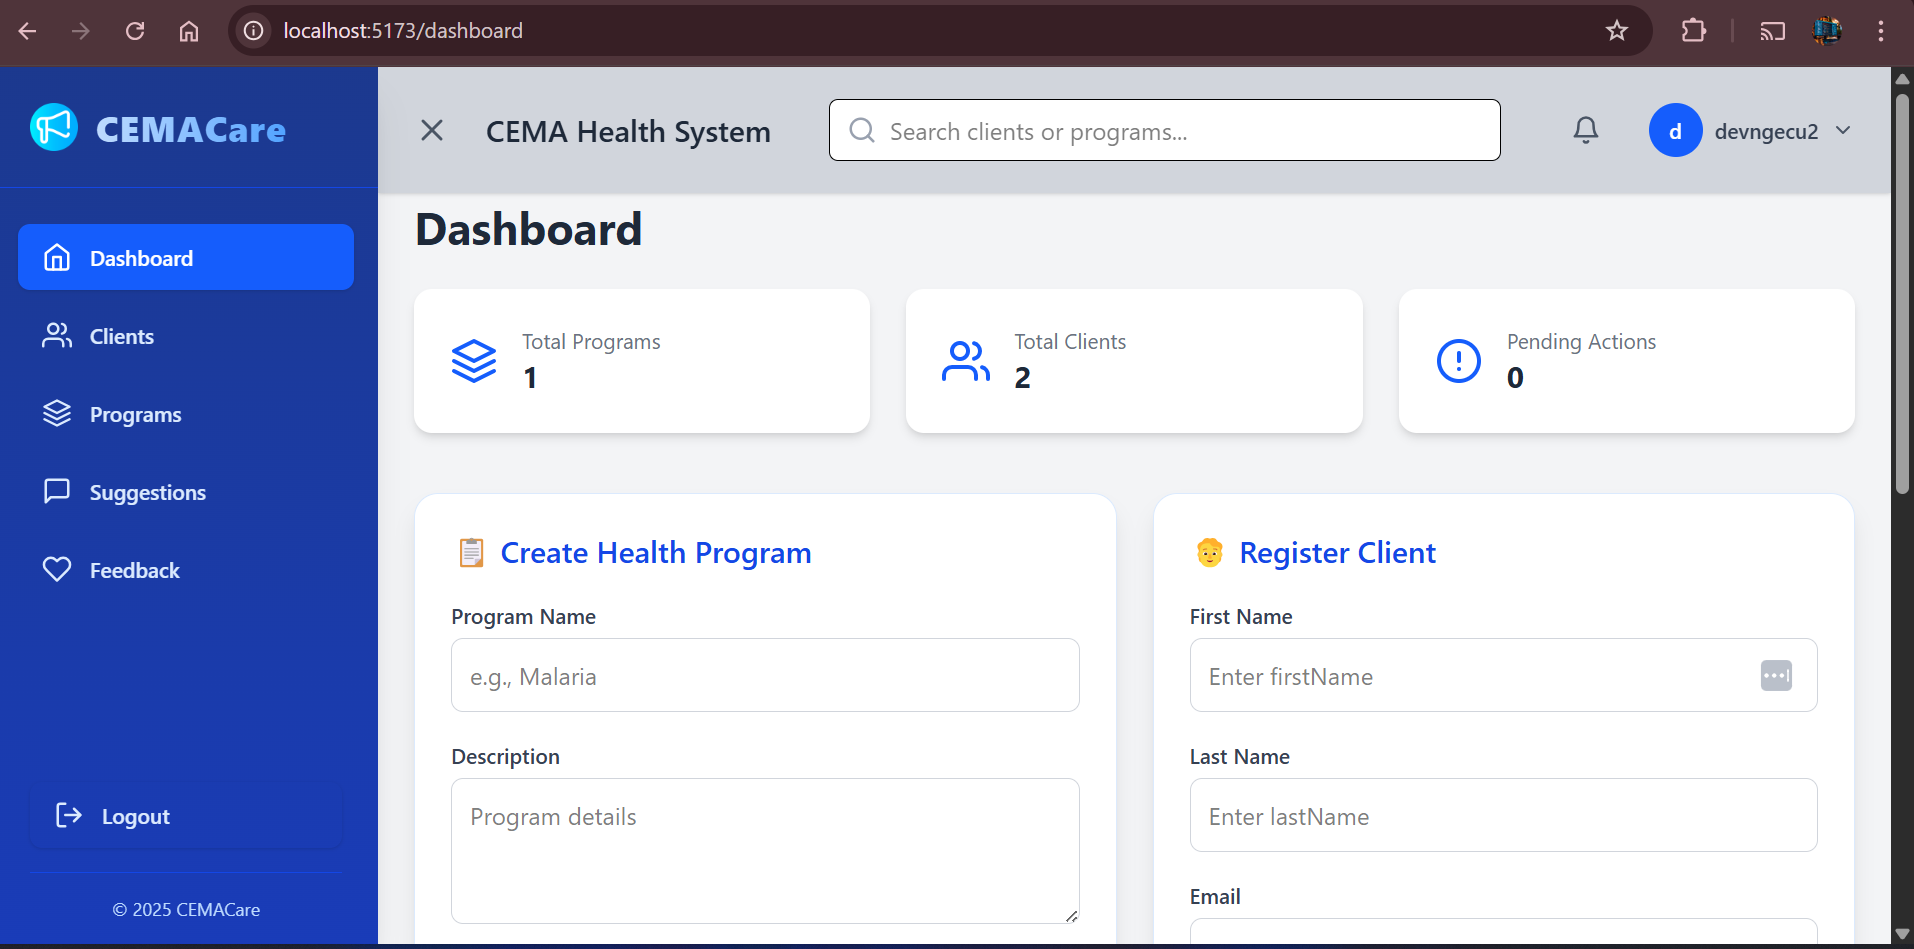 localhost:5173/dashboard
CEMACare
Dashboard
Clients
Programs
Suggestions
Feedback
Logout
© 2025 CEMACare
CEMA Health System
Search clients or programs...
d
devngecu2
Dashboard
Total Programs
1
Total Clients
2
Pending Actions
0
Create Health Program
Program Name
e.g., Malaria
Description
Program details
Register Client
First Name
Enter firstName
Last Name
Enter lastName
Email